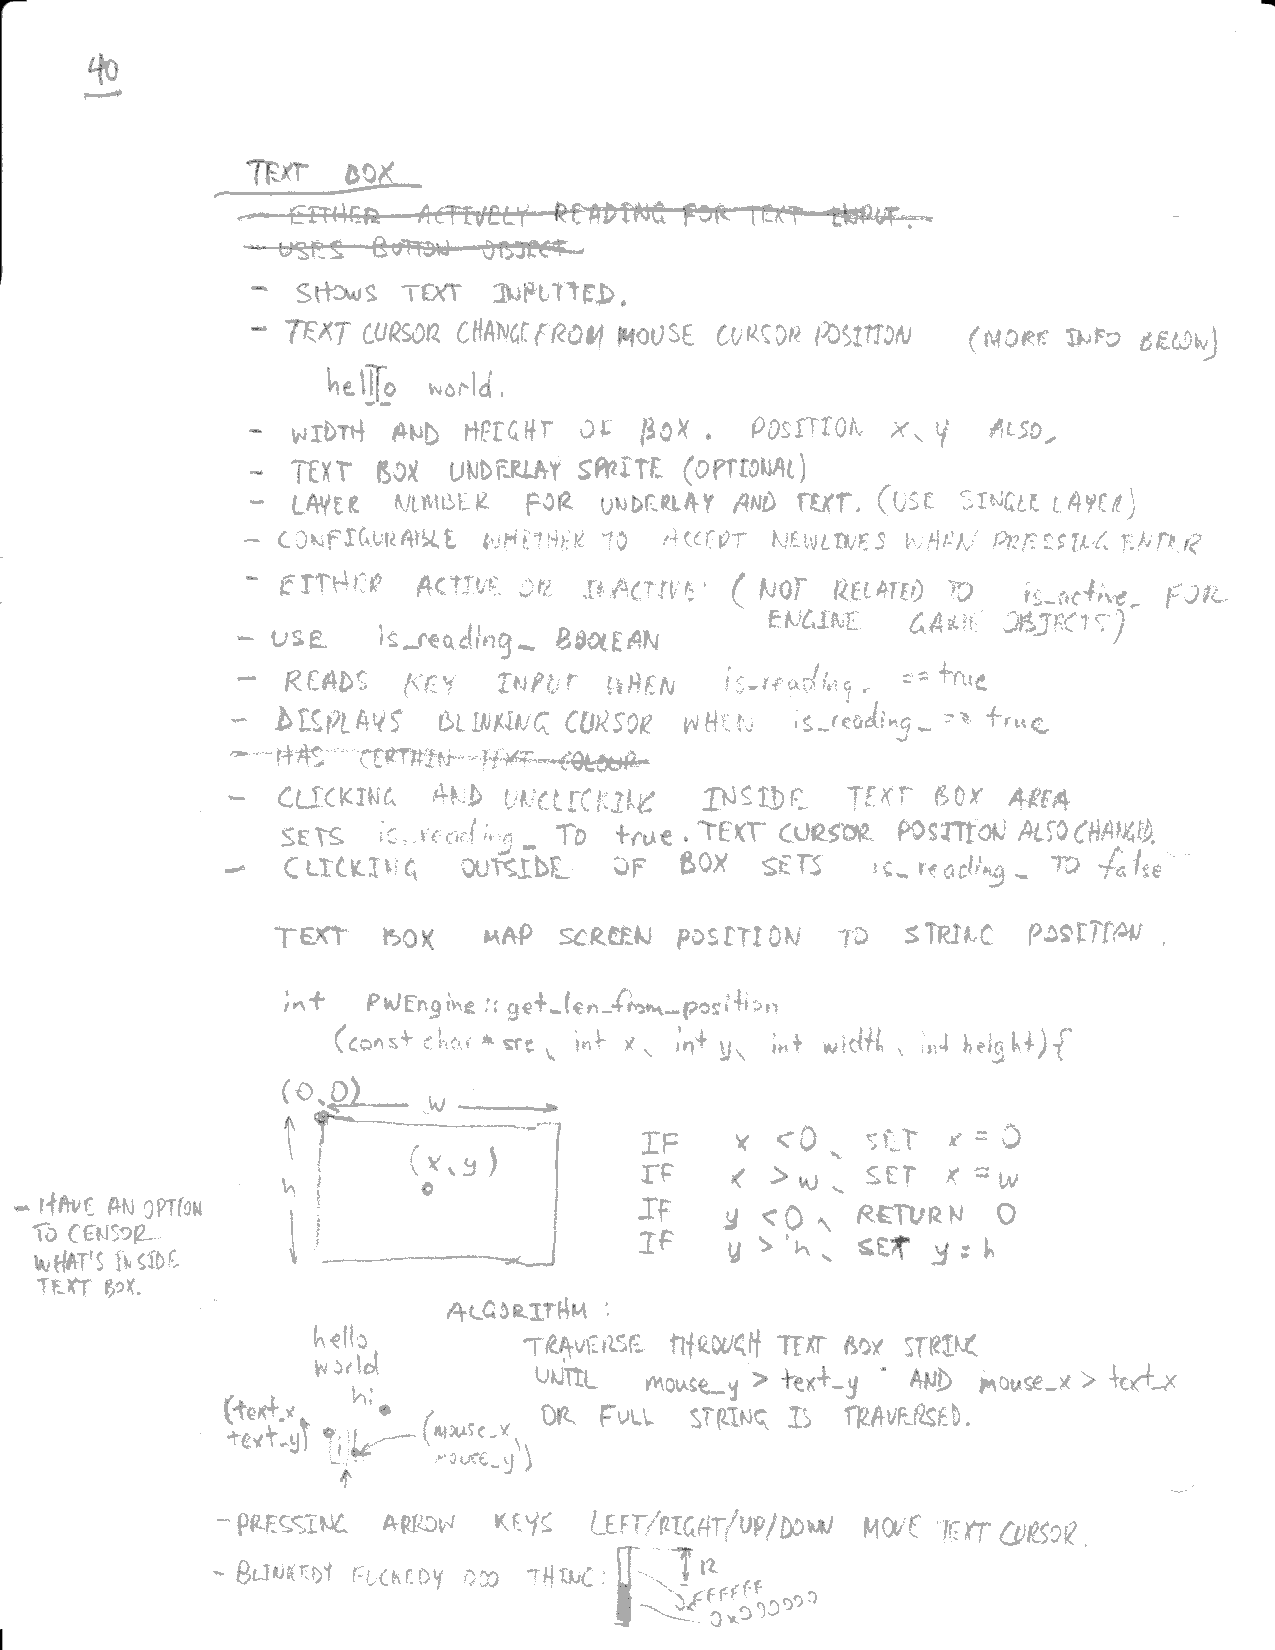 40
TEXT BOX
- EITHER ACTIVELY READING FOR TEXT INPUT.
- USES BUTTON OBJECT
- SHOWS TEXT INPUTTED.
- TEXT CURSOR CHANGE FROM MOUSE CURSOR POSITION (MORE INFO BELOW)
hello world.
- WIDTH AND HEIGHT OF BOX. POSITION X, Y ALSO.
- TEXT BOX UNDERLAY SPRITE (OPTIONAL)
- LAYER NUMBER FOR UNDERLAY AND TEXT. (USE SINGLE LAYER)
- CONFIGURABLE WHETHER TO ACCEPT NEWLINES WHEN PRESSING ENTER
- EITHER ACTIVE OR INACTIVE (NOT RELATED TO is_active_ FOR
ENGINE GAME OBJECTS)
- USE is_reading_ BOOLEAN
- READS KEY INPUT WHEN is_reading_ == true
- DISPLAYS BLINKING CURSOR WHEN is_reading_ == true
- HAS CERTAIN TEXT COLOUR
- CLICKING AND UNCLICKING INSIDE TEXT BOX AREA
SETS is_reading_ TO true. TEXT CURSOR POSITION ALSO CHANGED.
- CLICKING OUTSIDE OF BOX SETS is_reading_ TO false
TEXT BOX MAP SCREEN POSITION TO STRING POSITION.
int PWEngine::get_len_from_position
(const char* src, int x, int y, int width, int height){
(0,0)
w
h
(x, y)
IF x <0, SET x = 0
IF x >w, SET x = w
IF y <0, RETURN 0
IF y > h, SET y = h
- HAVE AN OPTION
TO CENSOR
WHAT'S INSIDE
TEXT BOX.
ALGORITHM:
hello
world
hi
TRAVERSE THROUGH TEXT BOX STRING
UNTIL mouse_y > text_y AND mouse_x > text_x
OR FULL STRING IS TRAVERSED.
(text_x,
text_y)
(mouse_x,
mouse_y)
- PRESSING ARROW KEYS LEFT/RIGHT/UP/DOWN MOVE TEXT CURSOR.
- BLINKEDY FUCKEDY THING:
12
0xFFFFFF
0x000000